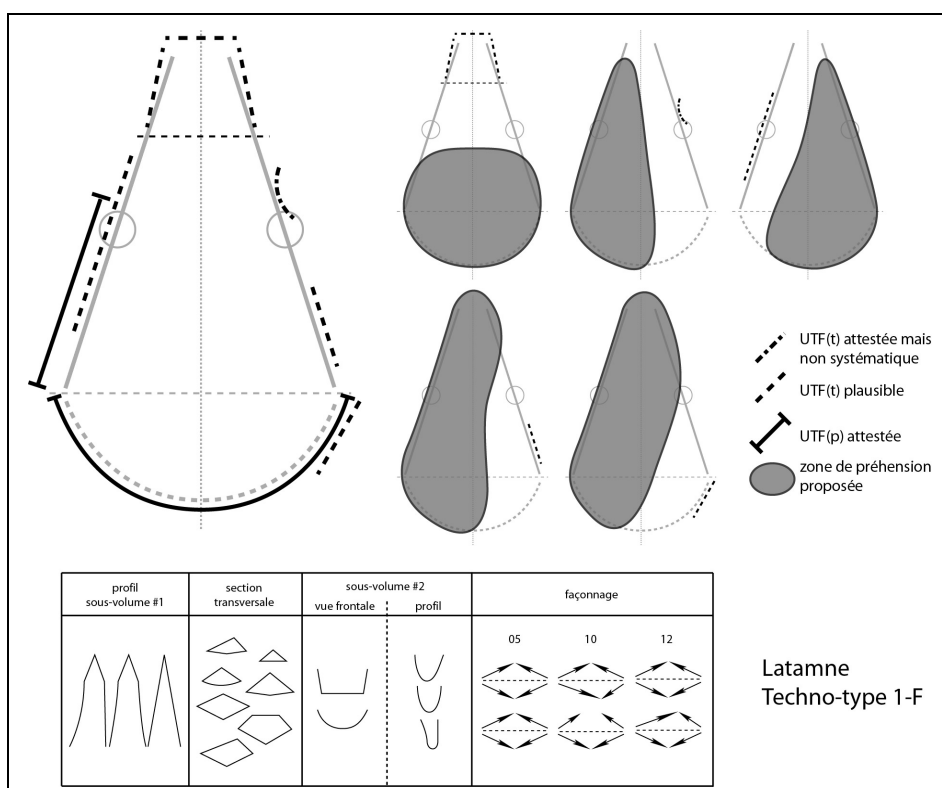 UTF(t) attestée mais
non systématique
UTF(t) plausible
UTF(p) attestée
zone de préhension
proposée
profil
sous-volume #1
section
transversale
sous-volume #2
vue frontale
profil
façonnage
05 10 12
Latamne
Techno-type 1-F